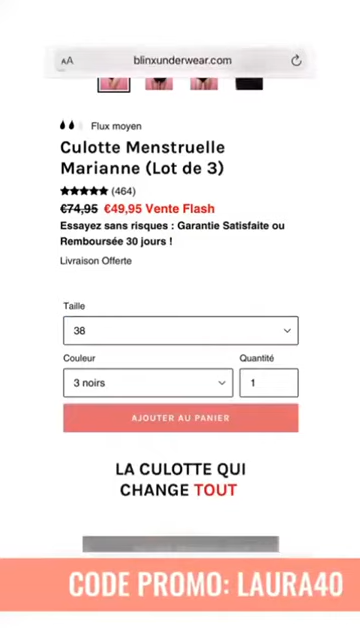 AA
blinxunderwear.com
Flux moyen
Culotte Menstruelle
Marianne (Lot de 3)
(464)
€74,95 €49,95 Vente Flash
Essayez sans risques : Garantie Satisfaite ou
Remboursée 30 jours !
Livraison Offerte
Taille
38
Couleur
Quantité
3 noirs
1
AJOUTER AU PANIER
LA CULOTTE QUI
CHANGE TOUT
CODE PROMO: LAURA40